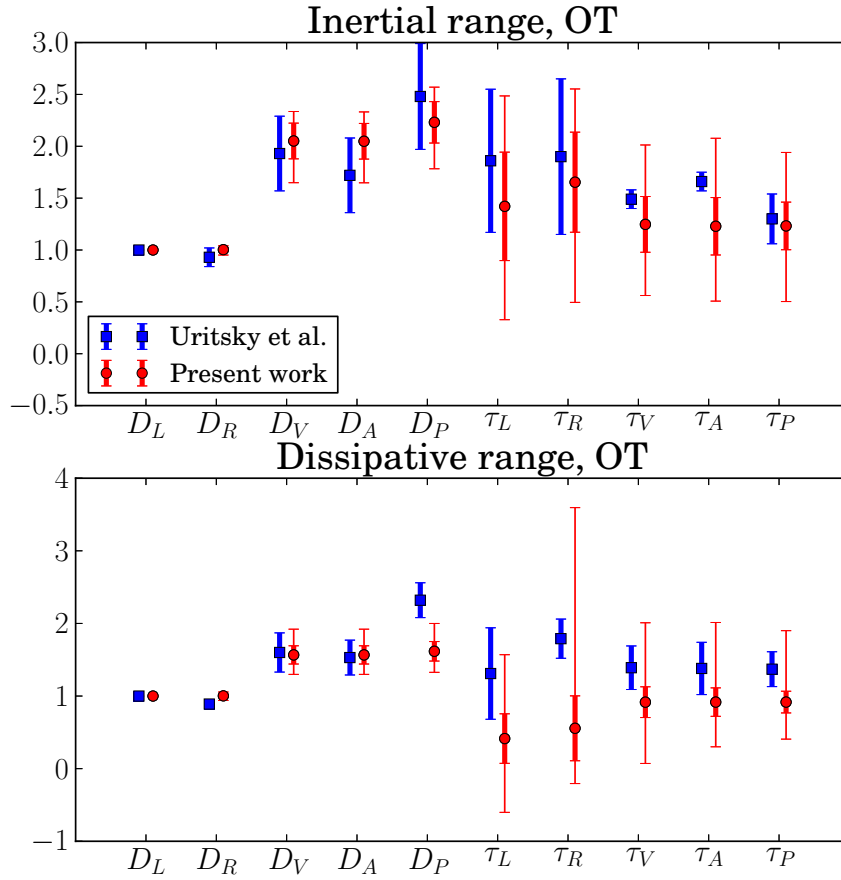 Inertial range, OT
3.0
2.5
2.0
1.5
1.0
0.5
0.0
−0.5
Uritsky et al.
Present work
D_L D_R D_V D_A D_P τ_L τ_R τ_V τ_A τ_P
Dissipative range, OT
4
3
2
1
0
−1
D_L D_R D_V D_A D_P τ_L τ_R τ_V τ_A τ_P